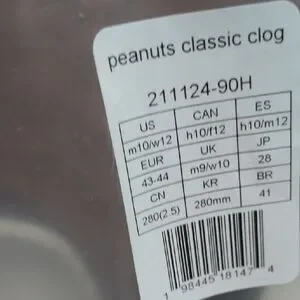 peanuts classic clog
211124-90H
US CAN ES
m10/w12 h10/f12 h10/m12
EUR UK JP
43-44 m9/w10 28
CN KR BR
280(2.5) 280mm 41
1 98445 18147 4